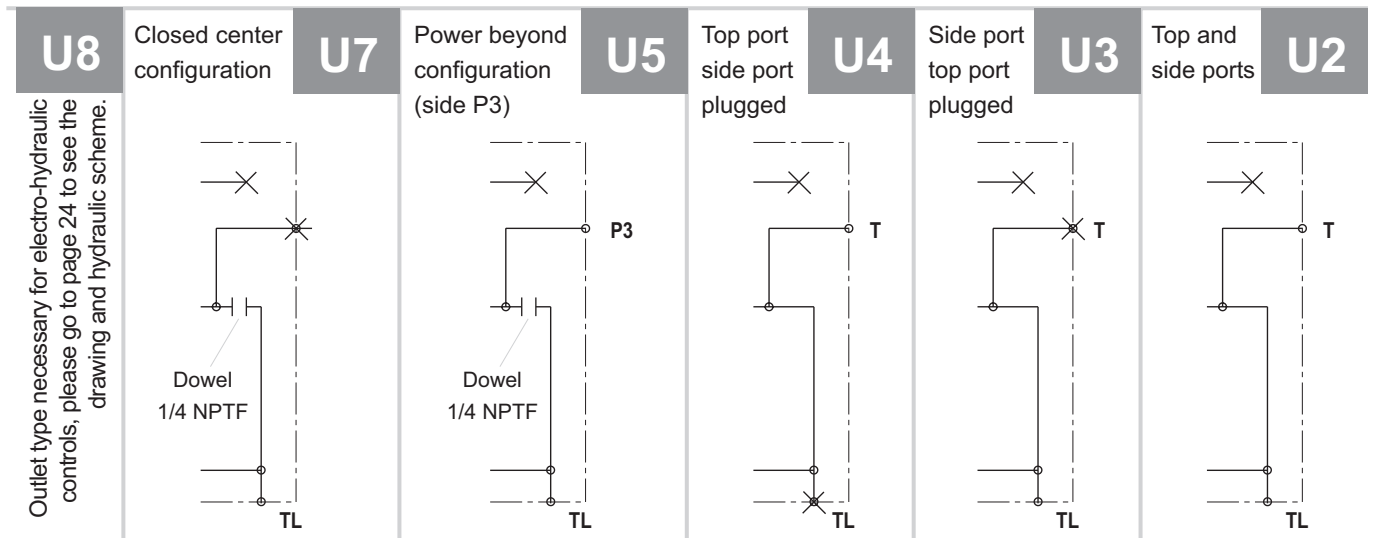 U8
Outlet type necessary for electro-hydraulic
controls, please go to page 24 to see the
drawing and hydraulic scheme.
Closed center
configuration
U7
Dowel
1/4 NPTF
TL
Power beyond
configuration
(side P3)
U5
P3
Dowel
1/4 NPTF
TL
Top port
side port
plugged
U4
T
TL
Side port
top port
plugged
U3
T
TL
Top and
side ports
U2
T
TL